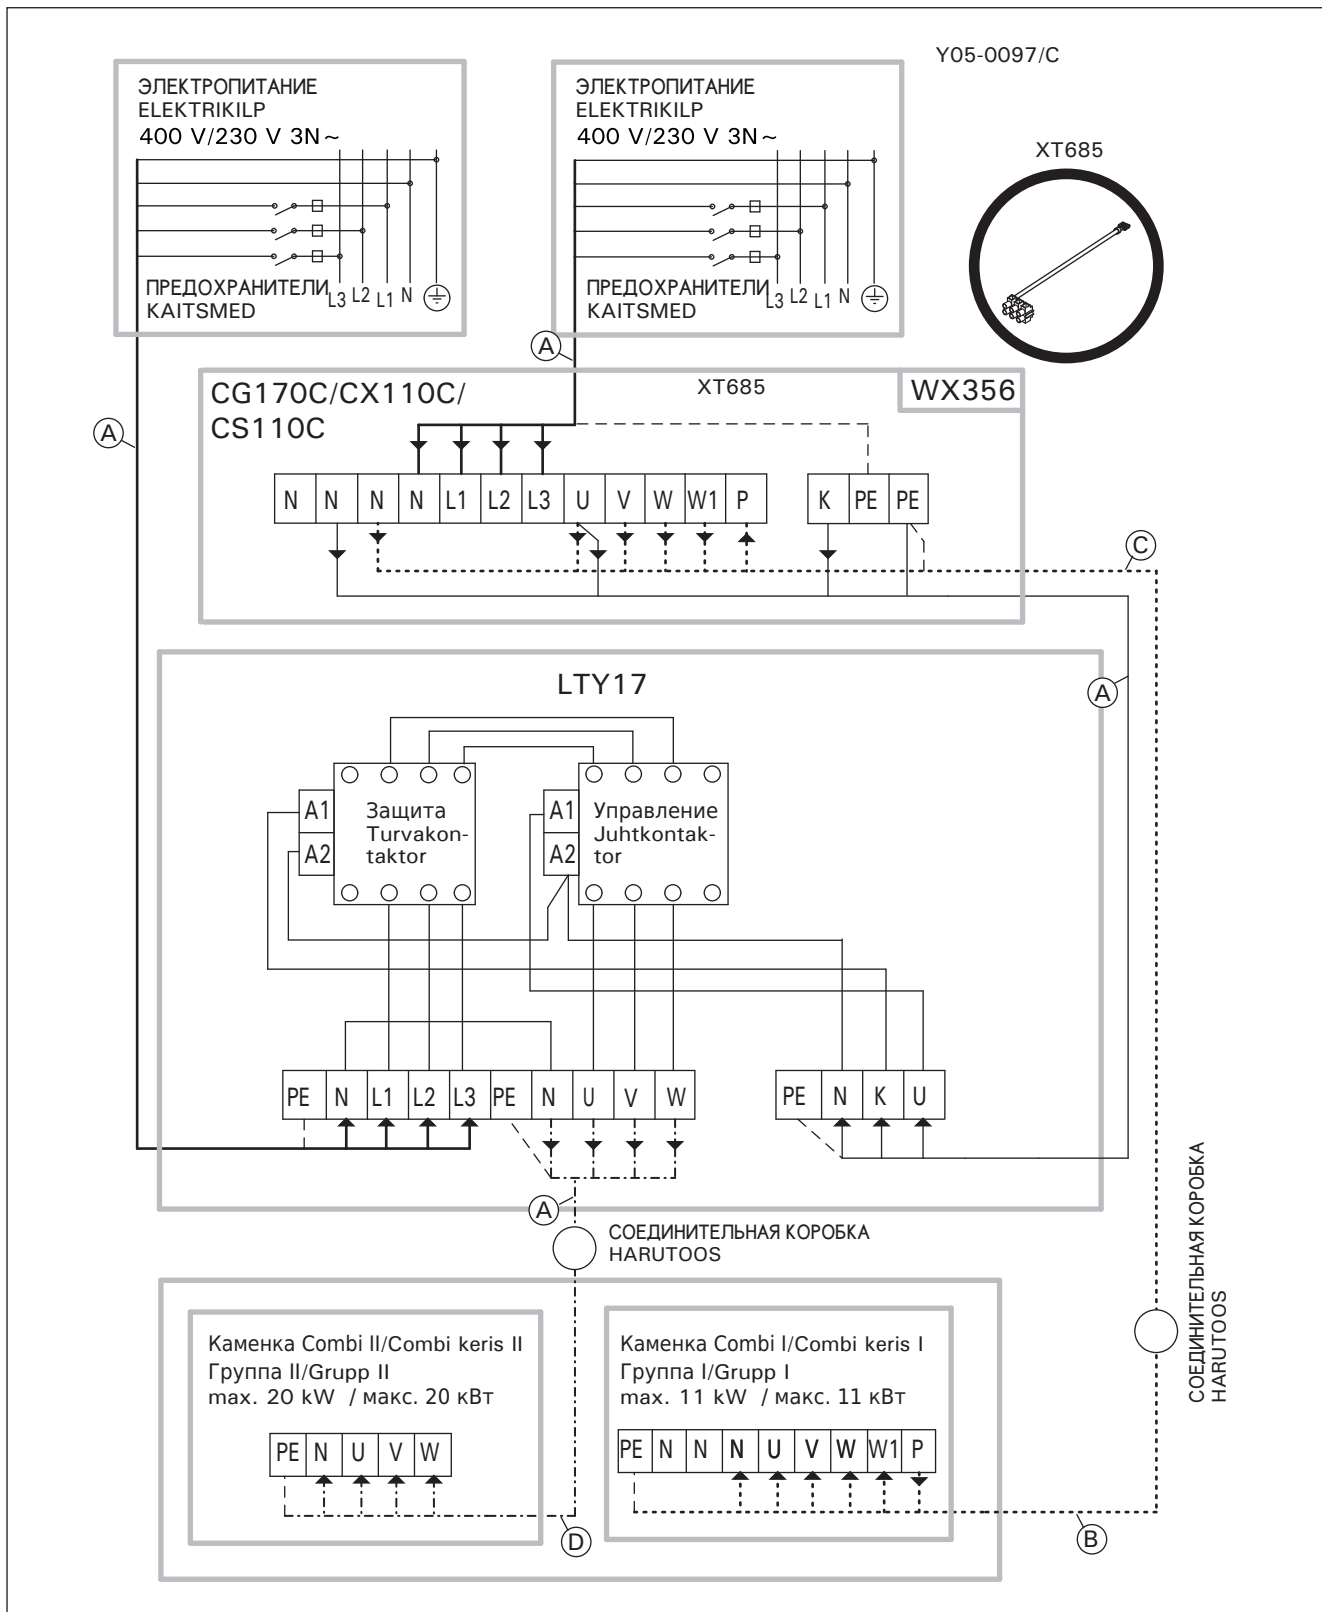 Y05-0097/C
ЭЛЕКТРОПИТАНИЕ
ELEKTRIKILP
400 V/230 V 3N~
ПРЕДОХРАНИТЕЛИ
KAITSMED
L3 L2 L1 N
ЭЛЕКТРОПИТАНИЕ
ELEKTRIKILP
400 V/230 V 3N~
ПРЕДОХРАНИТЕЛИ
KAITSMED
L3 L2 L1 N
XT685
A
A
CG170C/CX110C/
CS110C
XT685
WX356
N N N N L1 L2 L3 U V W W1 P
K PE PE
C
A
LTY17
A1
A2
Защита
Turvakon-
taktor
A1
A2
Управление
Juhtkontak-
tor
PE N L1 L2 L3 PE N U V W
PE N K U
A
СОЕДИНИТЕЛЬНАЯ КОРОБКА
HARUTOOS
СОЕДИНИТЕЛЬНАЯ КОРОБКА
HARUTOOS
Каменка Combi II/Combi keris II
Группа II/Grupp II
max. 20 kW / макс. 20 кВт
PE N U V W
D
Каменка Combi I/Combi keris I
Группа I/Grupp I
max. 11 kW / макс. 11 кВт
PE N N N U V W W1 P
B